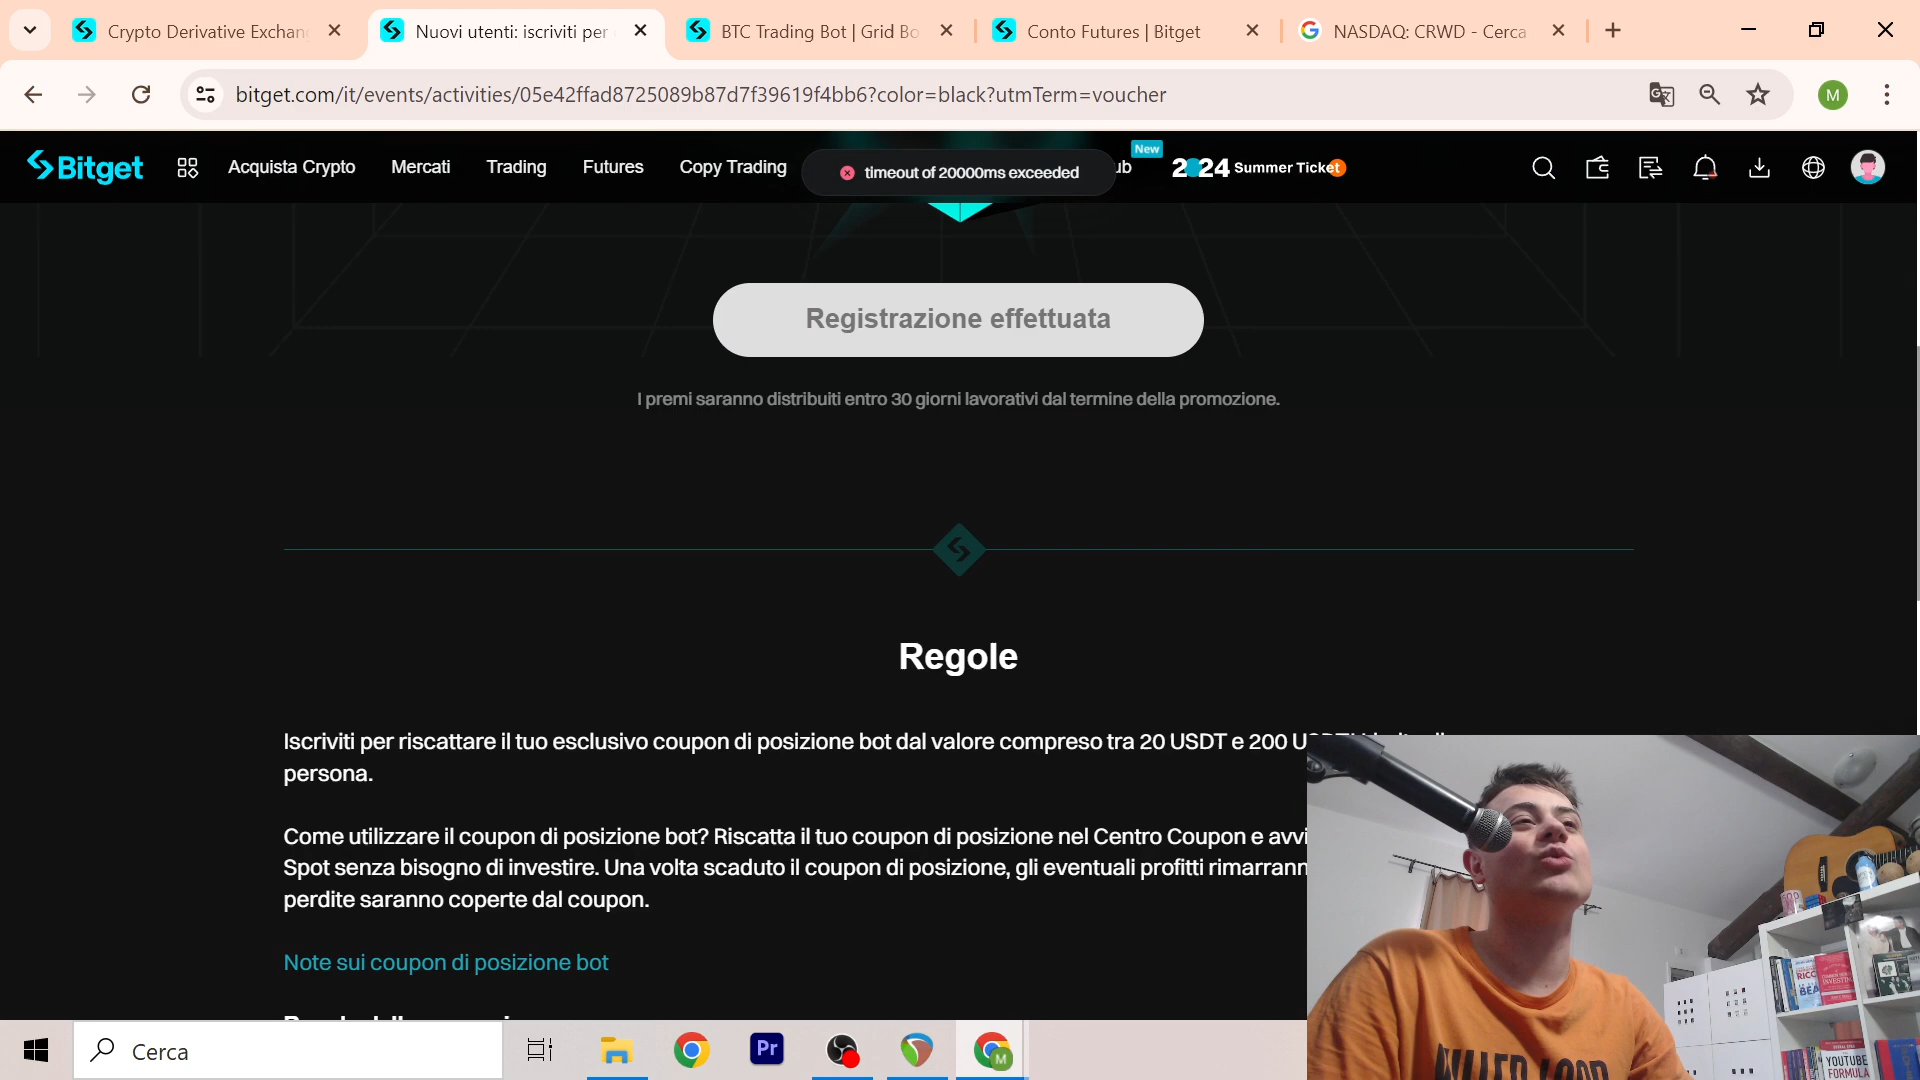 Crypto Derivative Exchan
Nuovi utenti: iscriviti per
BTC Trading Bot | Grid Bo
Conto Futures | Bitget
NASDAQ: CRWD - Cerca
bitget.com/it/events/activities/05e42ffad8725089b87d7f39619f4bb6?color=black?utmTerm=voucher
M
Bitget
Acquista Crypto
Mercati
Trading
Futures
Copy Trading
timeout of 20000ms exceeded
ub
New
2024 Summer Ticket
Registrazione effettuata
I premi saranno distribuiti entro 30 giorni lavorativi dal termine della promozione.
Regole
Iscriviti per riscattare il tuo esclusivo coupon di posizione bot dal valore compreso tra 20 USDT e 200
persona.
Come utilizzare il coupon di posizione bot? Riscatta il tuo coupon di posizione nel Centro Coupon e avvi
Spot senza bisogno di investire. Una volta scaduto il coupon di posizione, gli eventuali profitti rimarrann
perdite saranno coperte dal coupon.
Note sui coupon di posizione bot
Cerca
Pr
M
YOUTUBE
FORMULA